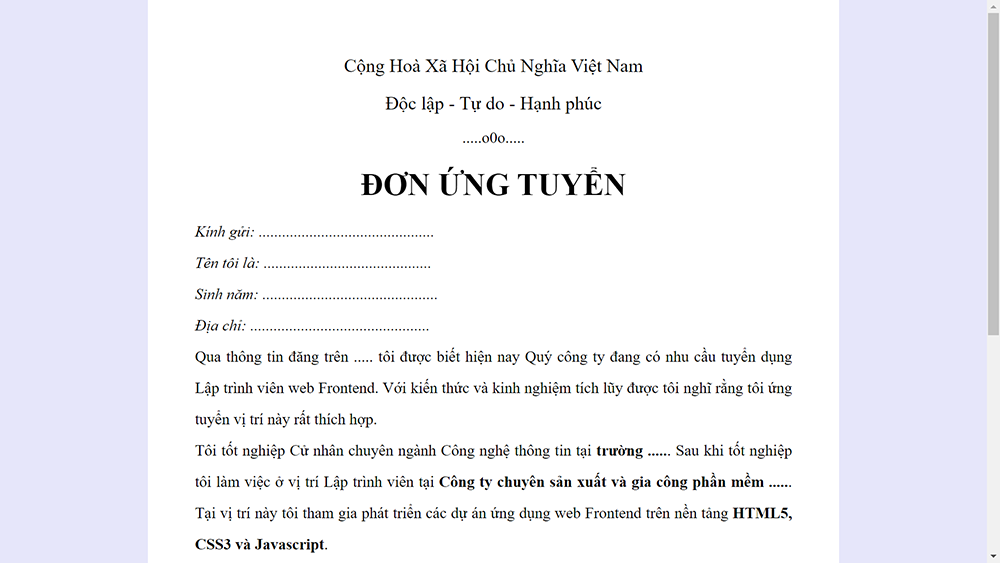 Cộng Hoà Xã Hội Chủ Nghĩa Việt Nam
Độc lập - Tự do - Hạnh phúc
.....o0o.....
ĐƠN ỨNG TUYỂN
Kính gửi: .............................................
Tên tôi là: ...........................................
Sinh năm: .............................................
Địa chỉ: ..............................................
Qua thông tin đăng trên ..... tôi được biết hiện nay Quý công ty đang có nhu cầu tuyển dụng
Lập trình viên web Frontend. Với kiến thức và kinh nghiệm tích lũy được tôi nghĩ rằng tôi ứng
tuyển vị trí này rất thích hợp.
Tôi tốt nghiệp Cử nhân chuyên ngành Công nghệ thông tin tại trường ...... Sau khi tốt nghiệp
tôi làm việc ở vị trí Lập trình viên tại Công ty chuyên sản xuất và gia công phần mềm ......
Tại vị trí này tôi tham gia phát triển các dự án ứng dụng web Frontend trên nền tảng HTML5,
CSS3 và Javascript.